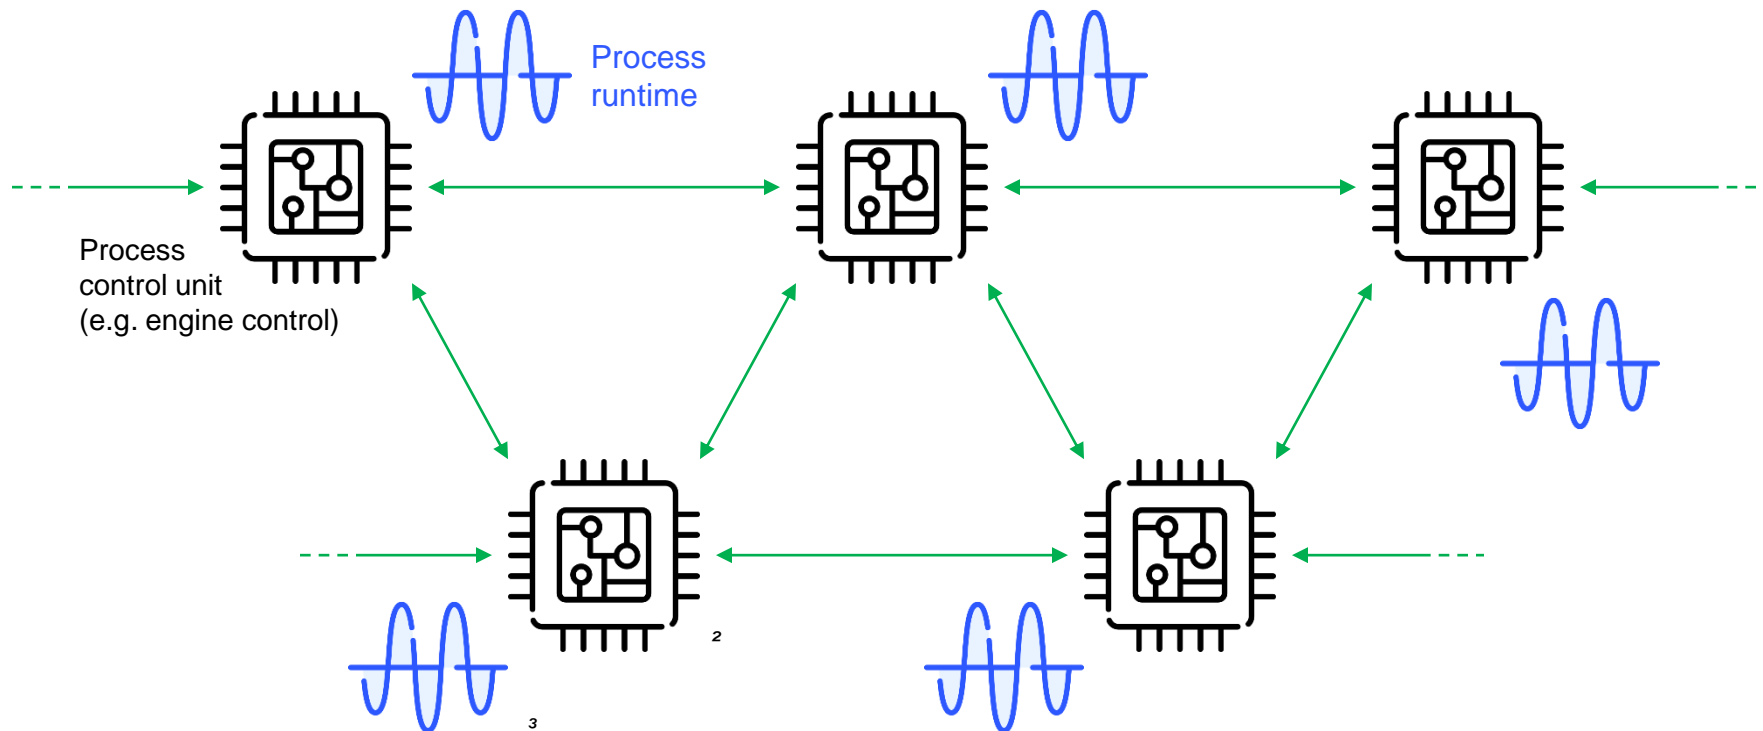 Process
runtime
Process
control unit
(e.g. engine control)
2
3